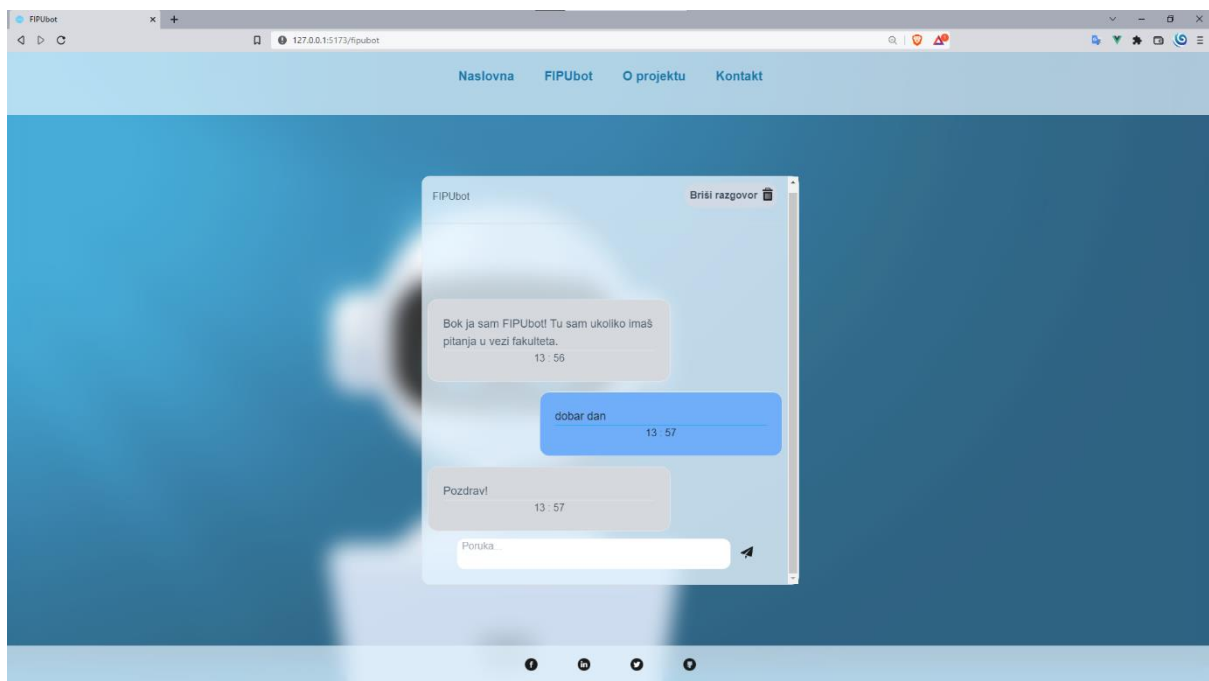 FIPUbot
127.0.0.1:5173/fipubot
Naslovna FIPUbot O projektu Kontakt
FIPUbot Briši razgovor
Bok ja sam FIPUbot! Tu sam ukoliko imaš
pitanja u vezi fakulteta.
13 : 56
dobar dan
13 : 57
Pozdrav!
13 : 57
Poruka...